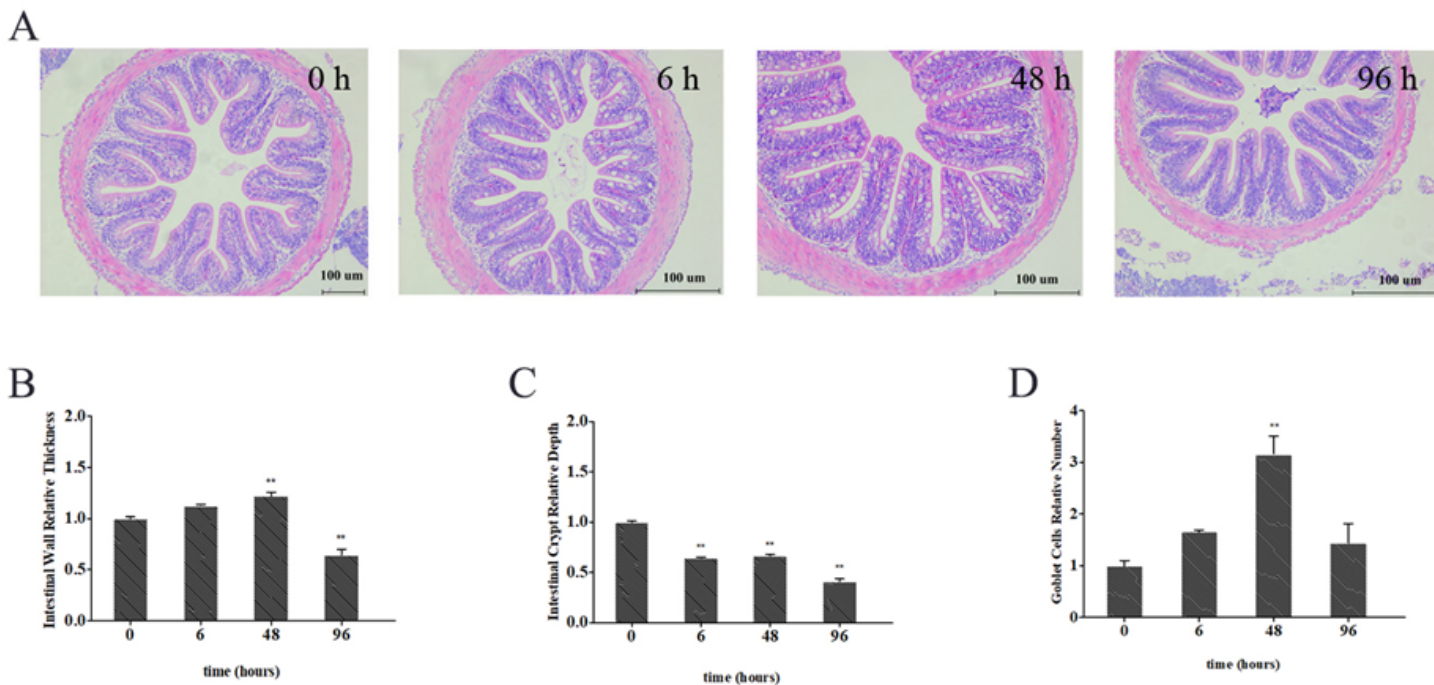 A
0 h
6 h
48 h
96 h
100 um
100 um
100 um
100 um
B
Intestinal Wall Relative Thickness
2.0
1.5
1.0
0.5
0.0
**
**
0
6
48
96
time (hours)
C
Intestinal Crypt Relative Depth
2.0
1.5
1.0
0.5
0.0
**
**
**
0
6
48
96
time (hours)
D
Goblet Cells Relative Number
4
3
2
1
0
**
0
6
48
96
time (hours)